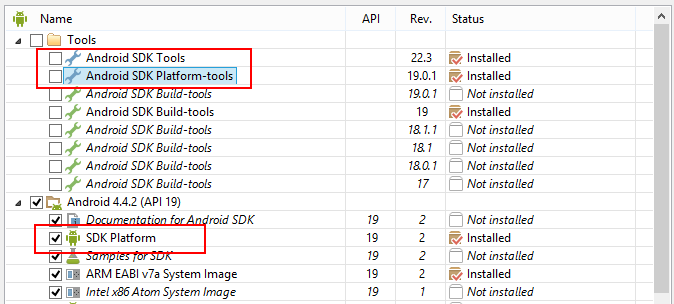 Name API Rev. Status
Tools
Android SDK Tools 22.3 Installed
Android SDK Platform-tools 19.0.1 Installed
Android SDK Build-tools 19.0.1 Not installed
Android SDK Build-tools 19 Installed
Android SDK Build-tools 18.1.1 Not installed
Android SDK Build-tools 18.1 Not installed
Android SDK Build-tools 18.0.1 Not installed
Android SDK Build-tools 17 Not installed
Android 4.4.2 (API 19)
Documentation for Android SDK 19 2 Not installed
SDK Platform 19 2 Installed
Samples for SDK 19 2 Not installed
ARM EABI v7a System Image 19 2 Installed
Intel x86 Atom System Image 19 1 Not installed